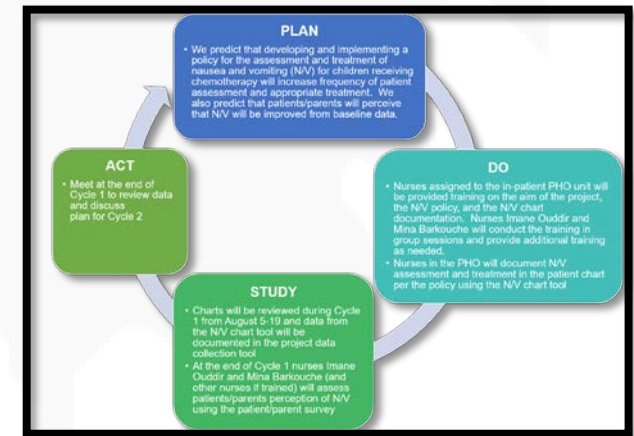 PLAN
• We predict that developing and implementing a
policy for the assessment and treatment of
nausea and vomiting (N/V) for children receiving
chemotherapy will increase frequency of patient
assessment and appropriate treatment. We
also predict that patients/parents will perceive
that N/V will be improved from baseline data.
DO
• Nurses assigned to the in-patient PHO unit will
be provided training on the aim of the project,
the N/V policy, and the N/V chart
documentation. Nurses Imane Ouddir and
Mina Barkouche will conduct the training in
group sessions and provide additional training
as needed.
• Nurses in the PHO will document N/V
assessment and treatment in the patient chart
per the policy using the N/V chart tool
STUDY
• Charts will be reviewed during Cycle
1 from August 5-19 and data from
the N/V chart tool will be
documented in the project data
collection tool
• At the end of Cycle 1 nurses Imane
Ouddir and Mina Barkouche (and
other nurses if trained) will assess
patients/parents perception of N/V
using the patient/parent survey
ACT
• Meet at the end of
Cycle 1 to review data
and discuss
plan for Cycle 2